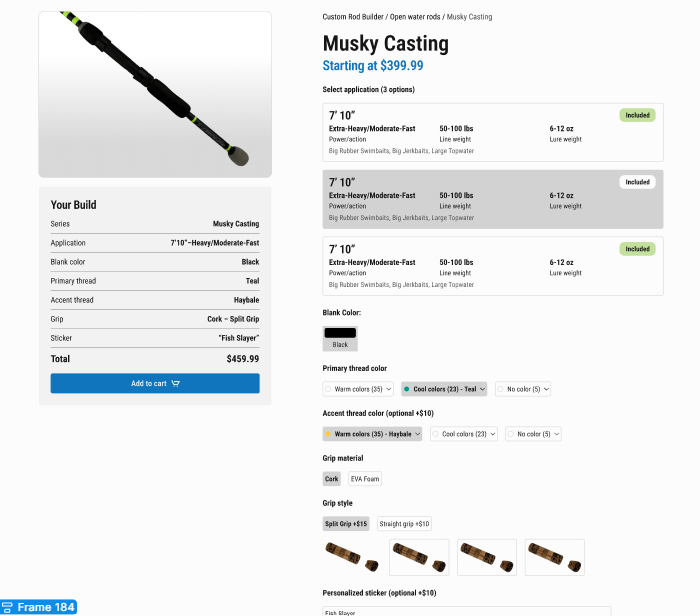 Custom Rod Builder / Open water rods / Musky Casting
Musky Casting
Starting at $399.99
Select application (3 options)
7' 10" Included
Extra-Heavy/Moderate-Fast 50-100 lbs 6-12 oz
Power/action Line weight Lure weight
Big Rubber Swimbaits, Big Jerkbaits, Large Topwater
7' 10" Included
Extra-Heavy/Moderate-Fast 50-100 lbs 6-12 oz
Power/action Line weight Lure weight
Big Rubber Swimbaits, Big Jerkbaits, Large Topwater
7' 10" Included
Extra-Heavy/Moderate-Fast 50-100 lbs 6-12 oz
Power/action Line weight Lure weight
Big Rubber Swimbaits, Big Jerkbaits, Large Topwater
Blank Color:
Black
Primary thread color
Warm colors (35) Cool colors (23) - Teal No color (5)
Accent thread color (optional +$10)
Warm colors (35) - Haybale Cool colors (23) No color (5)
Grip material
Cork EVA Foam
Grip style
Split Grip +$15 Straight grip +$10
Personalized sticker (optional +$10)
Fish Slayer
Your Build
Series Musky Casting
Application 7'10"–Heavy/Moderate-Fast
Blank color Black
Primary thread Teal
Accent thread Haybale
Grip Cork – Split Grip
Sticker "Fish Slayer"
Total $459.99
Add to cart
Frame 184